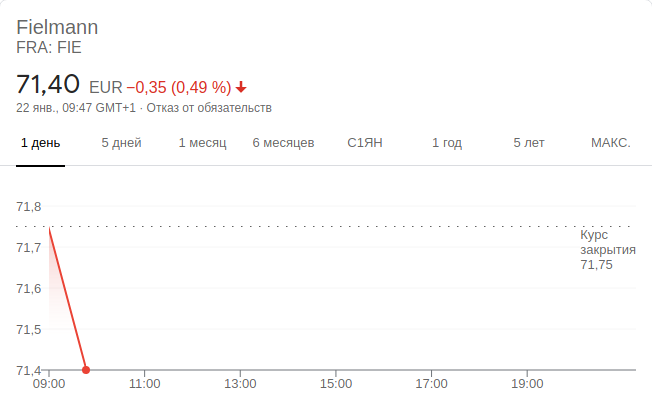 Fielmann
FRA: FIE
71,40 EUR −0,35 (0,49 %)
22 янв., 09:47 GMT+1 · Отказ от обязательств
1 день 5 дней 1 месяц 6 месяцев С1ЯН 1 год 5 лет МАКС.
71,8
71,7
71,6
71,5
71,4
Курс
закрытия
71,75
09:00 11:00 13:00 15:00 17:00 19:00